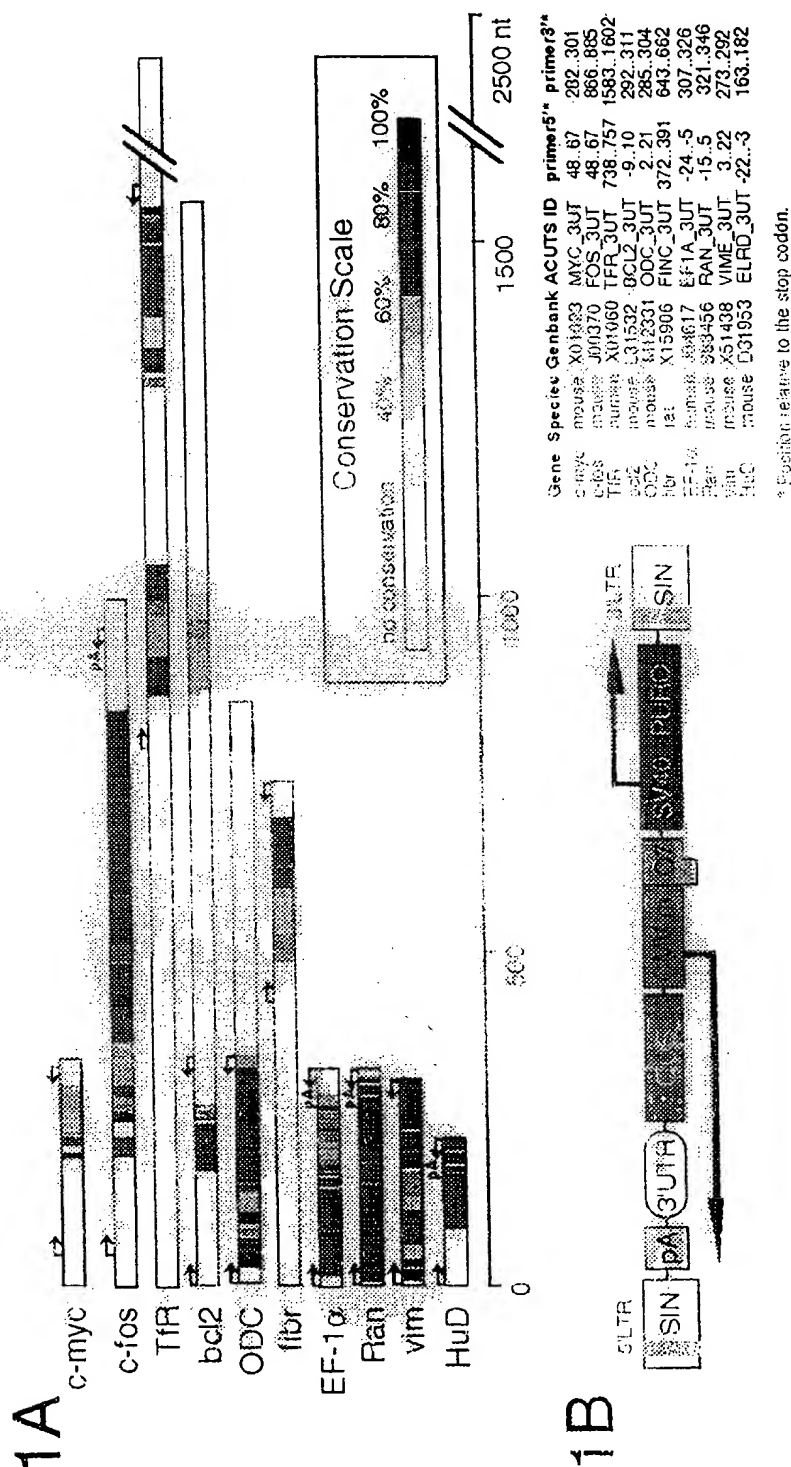 1A
c-myc
c-fos
pA
TfR
bcl2
ODC
fibr
EF-1α
pA
Ran
pA
vim
HuD
pA
0
500
1000
1500
2500 nt
Conservation Scale
no conservation
40%
60%
80%
100%
1B
5'LTR
SIN
pA
3'UTR
SV40
PURO
3'LTR
SIN
Gene Species Genbank ACUTS ID primer5'* primer3'*
c-myc mouse MYC_3UT 48..67 282..301
c-fos mouse J00370 FOS_3UT 48..67 866..885
TfR human X01060 TFR_3UT 738..757 1583..1602
bcl2 mouse L31532 BCL2_3UT -9..10 292..311
ODC mouse ODC_3UT 2..21 285..304
fibr rat X15906 FINC_3UT 372..391 643..662
EF-1α human EF1A_3UT -24..-5 307..326
Ran mouse RAN_3UT -15..5 321..346
vim mouse X51438 VIME_3UT 3..22 273..292
HuD mouse D31953 ELRD_3UT -22..-3 163..182
* Position relative to the stop codon.